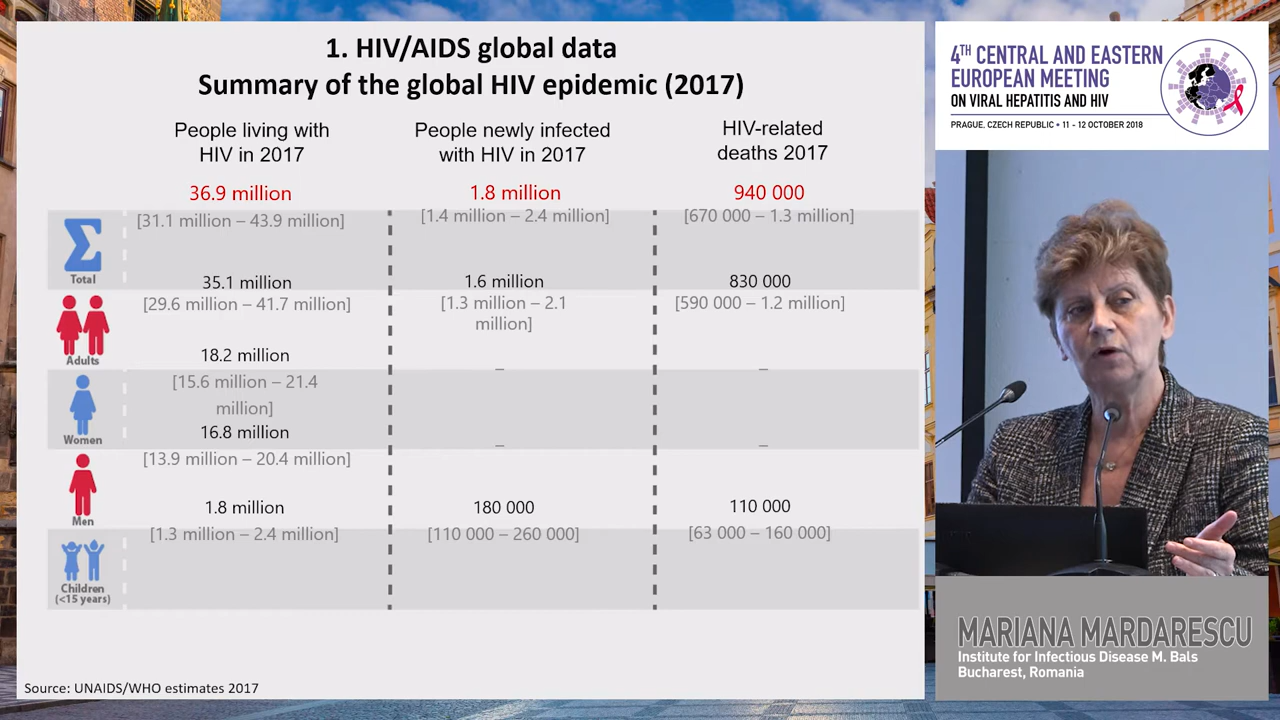 1. HIV/AIDS global data
Summary of the global HIV epidemic (2017)
People living with
HIV in 2017
People newly infected
with HIV in 2017
HIV-related
deaths 2017
36.9 million
1.8 million
940 000
[31.1 million – 43.9 million]
[1.4 million – 2.4 million]
[670 000 – 1.3 million]
Σ
Total
35.1 million
1.6 million
830 000
[29.6 million – 41.7 million]
[1.3 million – 2.1
million]
[590 000 – 1.2 million]
Adults
18.2 million
–
–
[15.6 million – 21.4
million]
Women
16.8 million
–
–
[13.9 million – 20.4 million]
Men
1.8 million
180 000
110 000
[1.3 million – 2.4 million]
[110 000 – 260 000]
[63 000 – 160 000]
Children
(<15 years)
Source: UNAIDS/WHO estimates 2017
4TH CENTRAL AND EASTERN
EUROPEAN MEETING
ON VIRAL HEPATITIS AND HIV
PRAGUE, CZECH REPUBLIC • 11 - 12 OCTOBER 2018
MARIANA MARDARESCU
Institute for Infectious Disease M. Bals
Bucharest, Romania